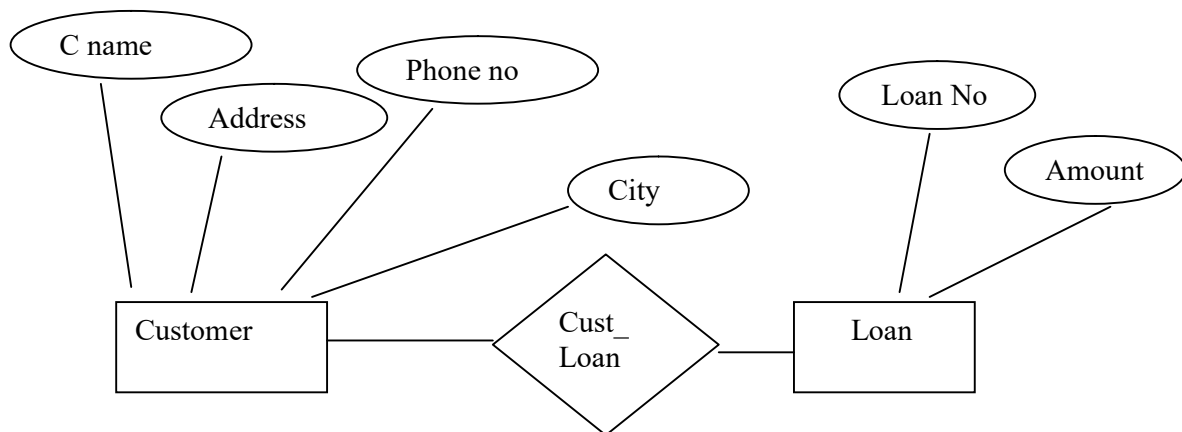 C name
Phone no
Address
Loan No
Amount
City
Customer
Cust_
Loan
Loan